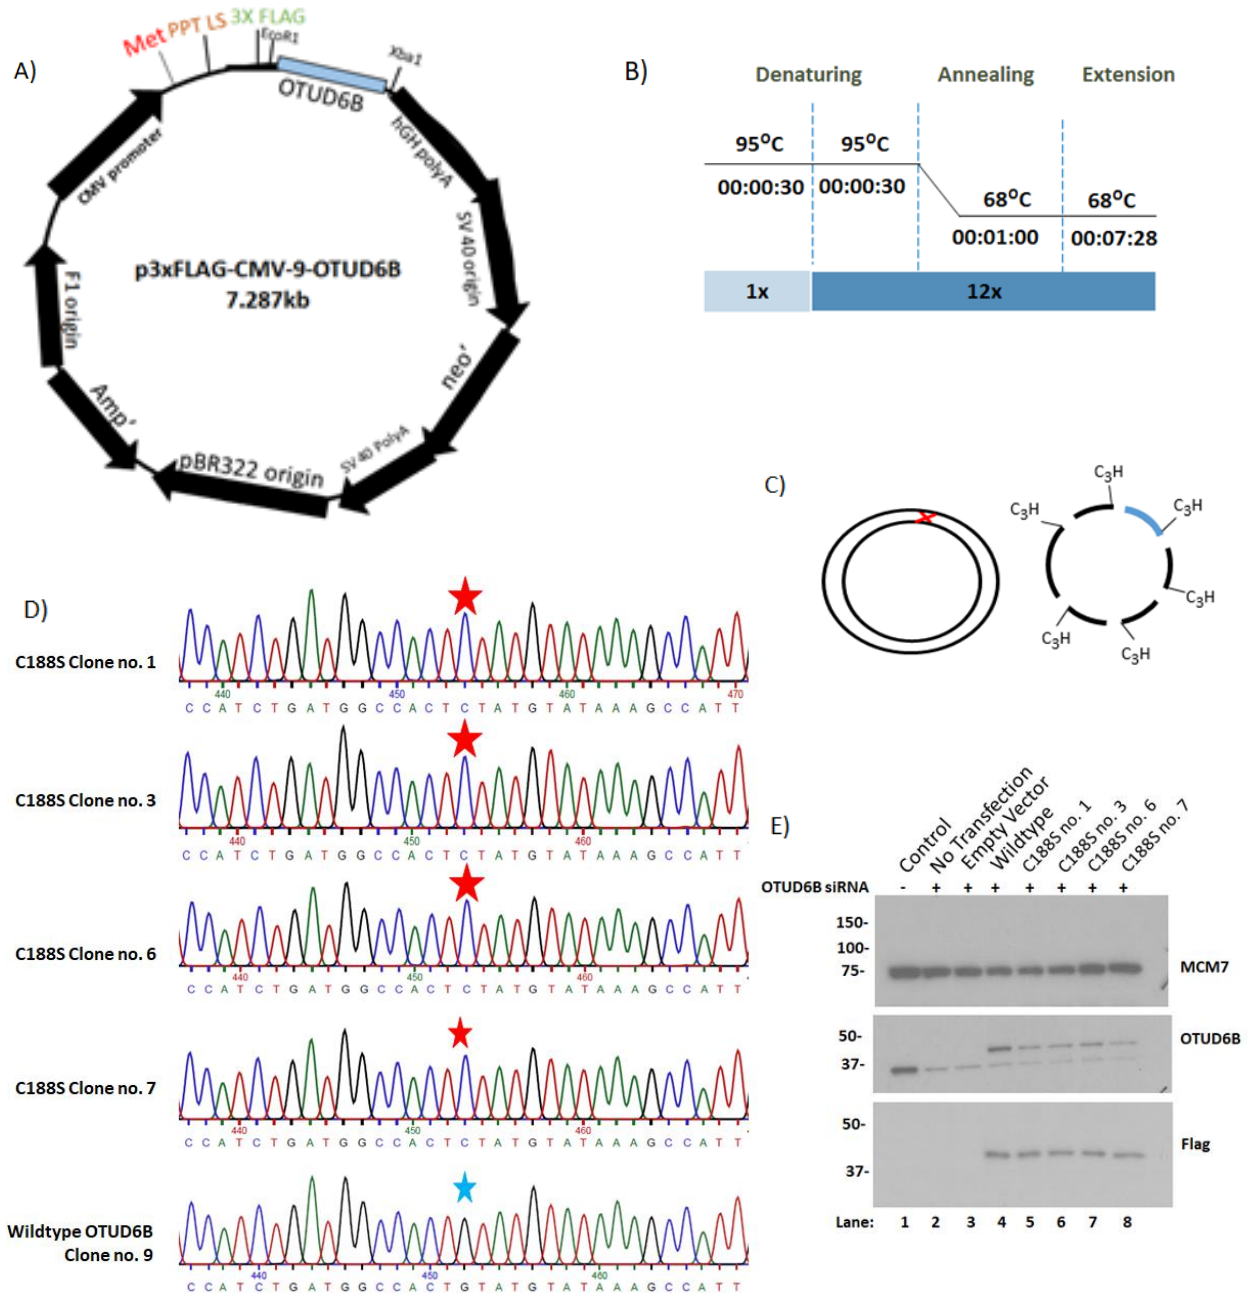 A)
Met PPT LS 3X FLAG
EcoR1
Xba1
OTUD6B
CMV promoter
hGH polyA
SV 40 origin
p3xFLAG-CMV-9-OTUD6B
7.287kb
F1 origin
neo’
Amp’
SV 40 PolyA
pBR322 origin
B)
Denaturing Annealing Extension
95°C 95°C
00:00:30 00:00:30
68°C 68°C
00:01:00 00:07:28
1x 12x
C)
C3H
C3H
C3H
C3H
C3H
C3H
D)
C188S Clone no. 1
440 450 460 470
C C A T C T G A T G G C C A C T C T A T G T A T A A A G C C A T T
C188S Clone no. 3
440 450 460
C C A T C T G A T G G C C A C T C T A T G T A T A A A G C C A T T
C188S Clone no. 6
440 450 460
C C A T C T G A T G G C C A C T C T A T G T A T A A A G C C A T T
C188S Clone no. 7
440 450 460
C C A T C T G A T G G C C A C T C T A T G T A T A A A G C C A T T
Wildtype OTUD6B
Clone no. 9
440 450 460
C C A T C T G A T G G C C A C T G T A T G T A T A A A G C C A T T
E)
Control
No Transfection
Empty Vector
Wildtype
C188S no. 1
C188S no. 3
C188S no. 6
C188S no. 7
OTUD6B siRNA - + + + + + + +
150-
100-
75-
MCM7
50-
37-
OTUD6B
50-
37-
Flag
Lane: 1 2 3 4 5 6 7 8